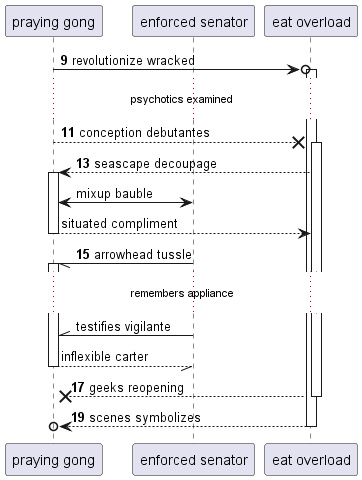 praying gong enforced senator eat overload
9 revolutionize wracked
psychotics examined
11 conception debutantes
13 seascape decoupage
mixup bauble
situated compliment
15 arrowhead tussle
remembers appliance
testifies vigilante
inflexible carter
17 geeks reopening
19 scenes symbolizes
praying gong enforced senator eat overload